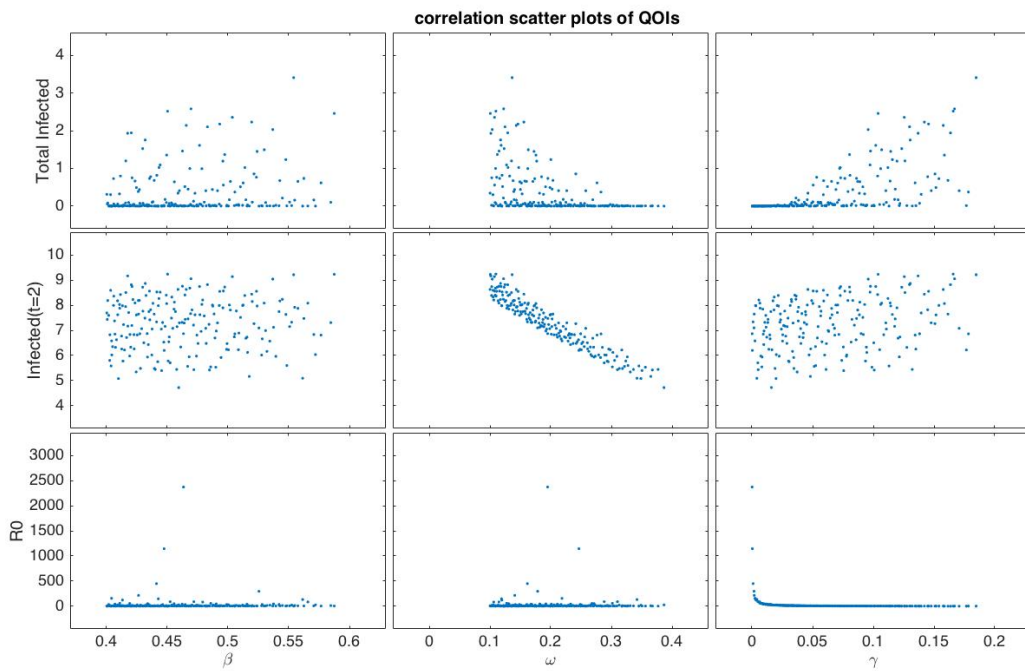 correlation scatter plots of QOIs
Total Infected
4
3
2
1
0
Infected(t=2)
10
9
8
7
6
5
4
R0
3000
2500
2000
1500
1000
500
0
0.4 0.45 0.5 0.55 0.6
β
0 0.1 0.2 0.3 0.4
ω
0 0.05 0.1 0.15 0.2
γ